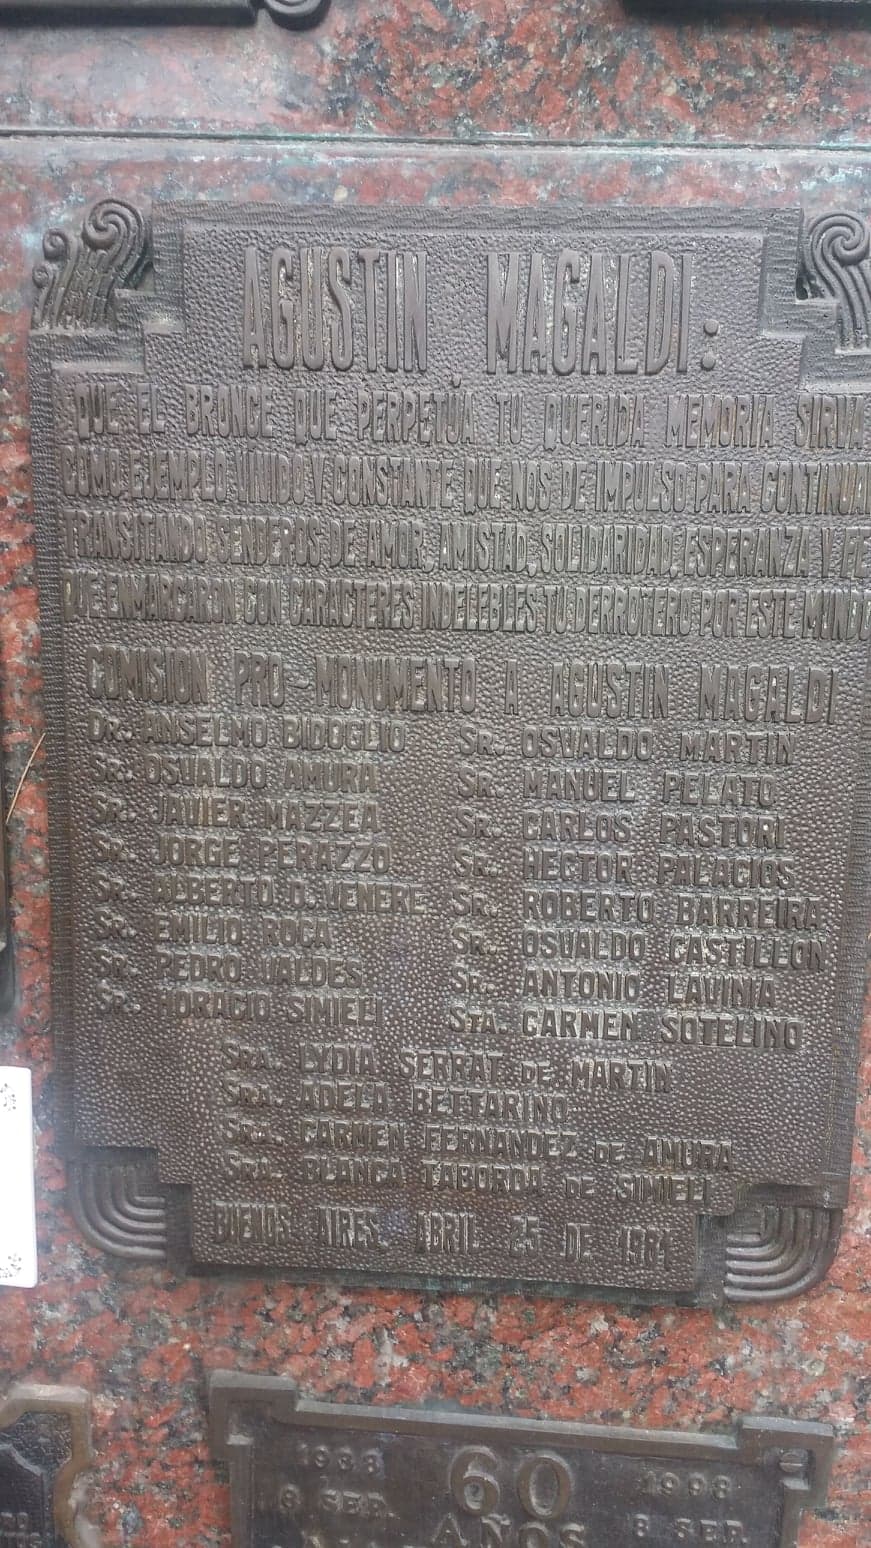 AGUSTIN MAGALDI:
QUE EL BRONCE QUE PERPETÚA TU QUERIDA MEMORIA SIRVA
COMO EJEMPLO VIVIDO Y CONSTANTE QUE NOS DE IMPULSO PARA CONTINUAR
TRANSITANDO SENDEROS DE AMOR, AMISTAD, SOLIDARIDAD, ESPERANZA Y FE
QUE ENMARCARON CON CARACTERES INDELEBLES TU DERROTERO POR ESTE MUNDO
COMISION PRO-MONUMENTO A AGUSTIN MAGALDI
DR. ANSELMO BIDOGLIO
SR. OSVALDO AMURA
SR. JAVIER MAZZEA
SR. JORGE PERAZZO
SR. ALBERTO O. VENERE
SR. EMILIO ROCA
SR. PEDRO VALDES
SR. HORACIO SIMIELI
SR. OSVALDO MARTIN
SR. MANUEL PELATO
SR. CARLOS PASTORI
SR. HECTOR PALACIOS
SR. ROBERTO BARREIRA
SR. OSVALDO CASTILLON
SR. ANTONIO LAVINIA
STA. CARMEN SOTELINO
SRA. LYDIA SERRAT DE MARTIN
SRA. ADELA BETTARINO
SRA. CARMEN FERNANDEZ DE AMURA
SRA. BLANCA TABORDA DE SIMIELI
BUENOS AIRES, ABRIL 25 DE 1981
1938 60 1998
8 SEP. AÑOS 8 SEP.